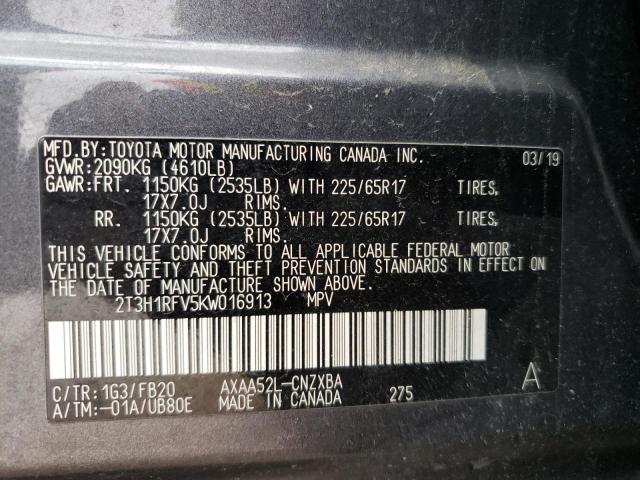 MFD.BY:TOYOTA MOTOR MANUFACTURING CANADA INC. 03/19
GVWR:2090KG (4610LB)
GAWR:FRT. 1150KG (2535LB) WITH 225/65R17 TIRES,
17X7.0J RIMS.
RR. 1150KG (2535LB) WITH 225/65R17 TIRES,
17X7.0J RIMS.
THIS VEHICLE CONFORMS TO ALL APPLICABLE FEDERAL MOTOR
VEHICLE SAFETY AND THEFT PREVENTION STANDARDS IN EFFECT ON
THE DATE OF MANUFACTURE SHOWN ABOVE.
2T3H1RFV5KW016913 MPV
C/TR:1G3/FB20 AXAA52L-CNZXBA A
A/TM:-01A/UB80E MADE IN CANADA 275